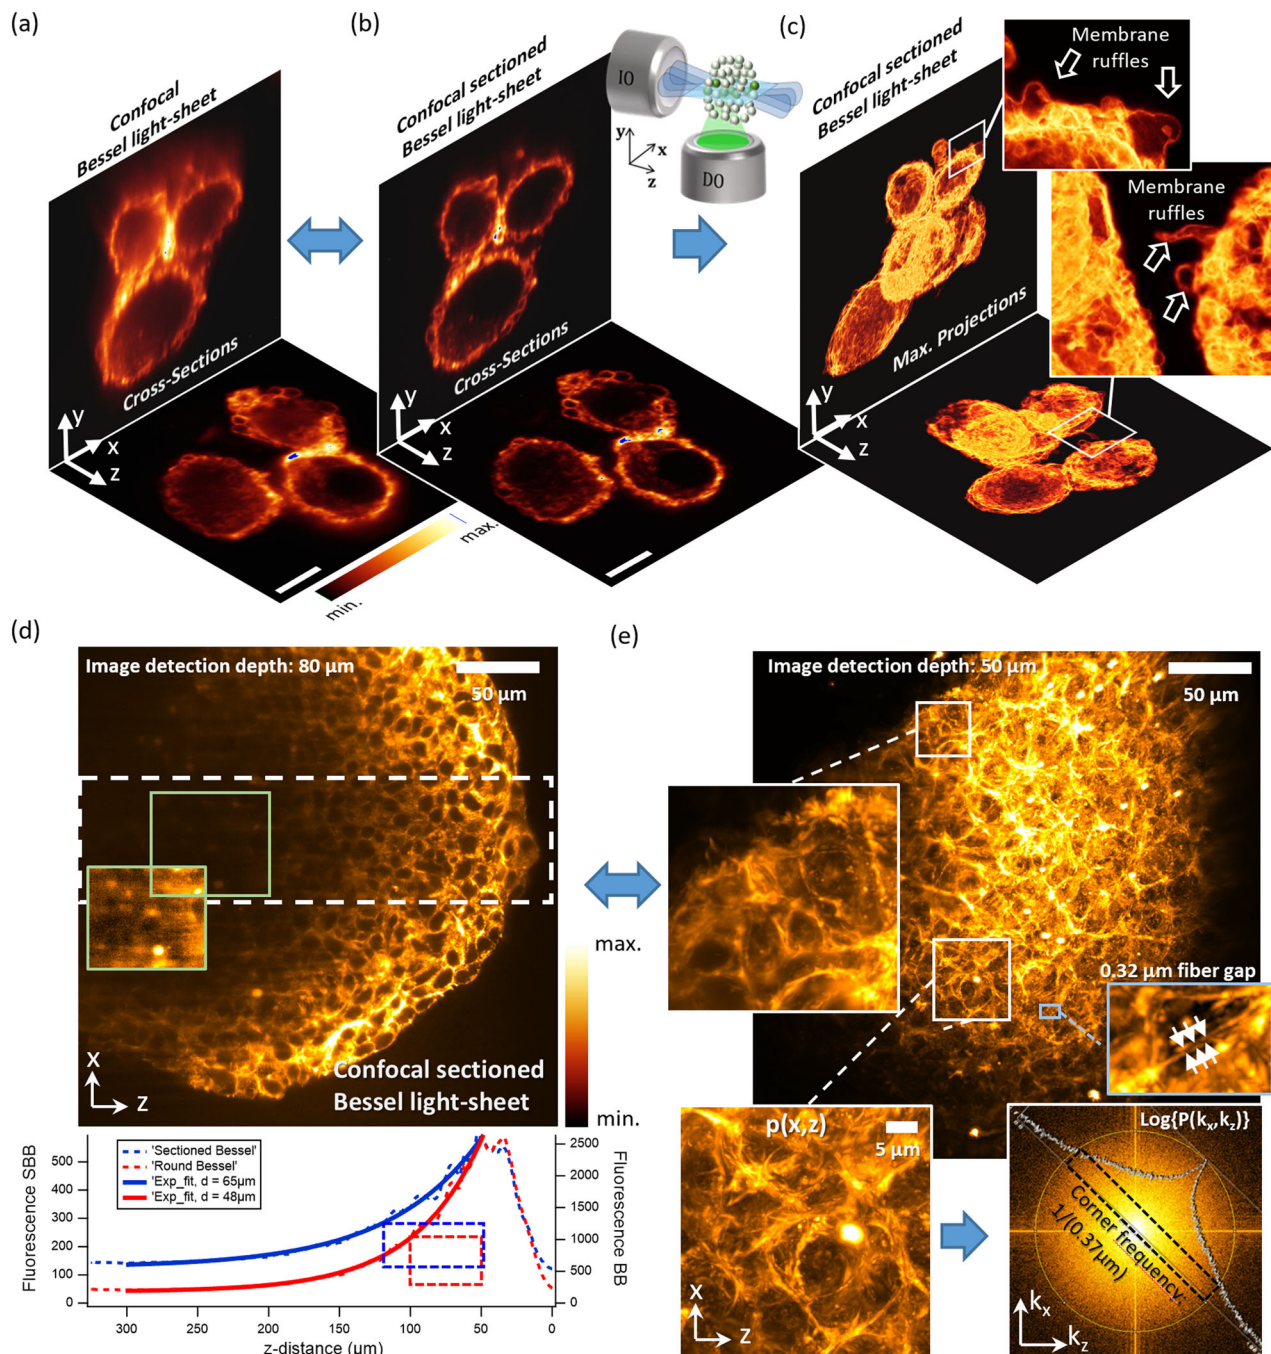 (a)
Confocal
Bessel light-sheet
Cross-Sections
y
x
z
min.
max.
(b)
Confocal sectioned
Bessel light-sheet
Cross-Sections
y
x
z
IO
DO
y
x
z
(c)
Confocal sectioned
Bessel light-sheet
Max. Projections
y
x
z
Membrane
ruffles
Membrane
ruffles
(d)
Image detection depth: 80 μm
50 μm
Confocal sectioned
Bessel light-sheet
x
z
max.
min.
'Sectioned Bessel'
'Round Bessel'
'Exp_fit, d = 65μm
'Exp_fit, d = 48μm
Fluorescence SBB
500
400
300
200
100
0
Fluorescence BB
2500
2000
1500
1000
500
0
300
250
200
150
100
50
0
z-distance (μm)
(e)
Image detection depth: 50 μm
50 μm
0.32 μm fiber gap
p(x,z)
5 μm
x
z
Log{P(kx,kz)}
Corner frequency:
1/(0.37μm)
kx
kz